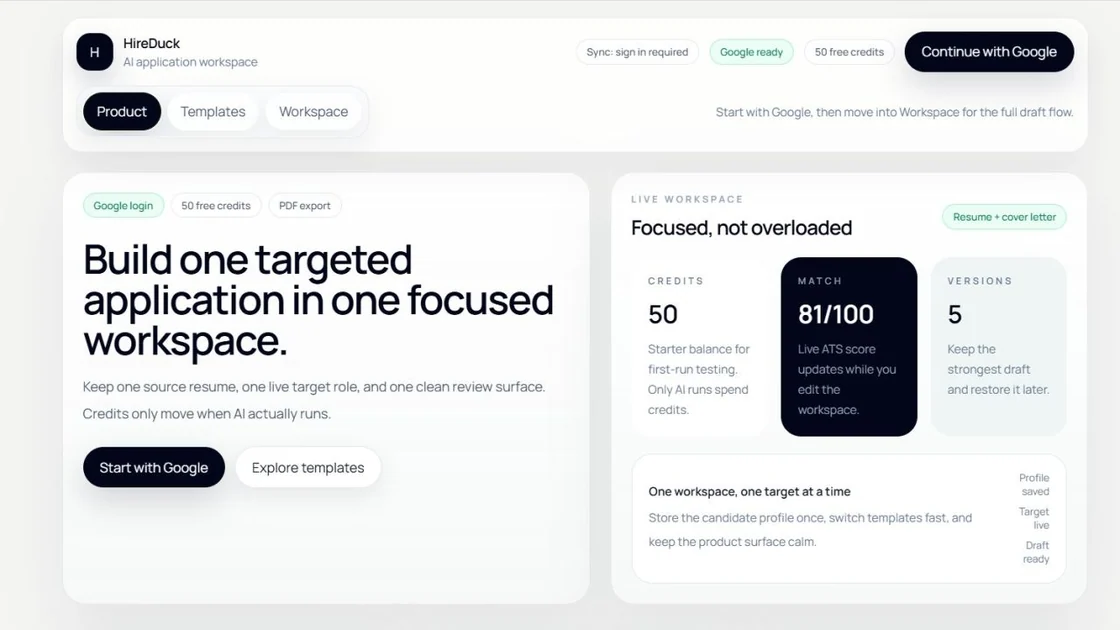 H
HireDuck
AI application workspace
Sync: sign in required
Google ready
50 free credits
Continue with Google
Product
Templates
Workspace
Start with Google, then move into Workspace for the full draft flow.
Google login
50 free credits
PDF export
Build one targeted
application in one focused
workspace.
Keep one source resume, one live target role, and one clean review surface.
Credits only move when AI actually runs.
Start with Google
Explore templates
LIVE WORKSPACE
Focused, not overloaded
Resume + cover letter
CREDITS
50
Starter balance for
first-run testing.
Only AI runs spend
credits.
MATCH
81/100
Live ATS score
updates while you
edit the
workspace.
VERSIONS
5
Keep the
strongest draft
and restore it later.
One workspace, one target at a time
Store the candidate profile once, switch templates fast, and
keep the product surface calm.
Profile
saved
Target
live
Draft
ready